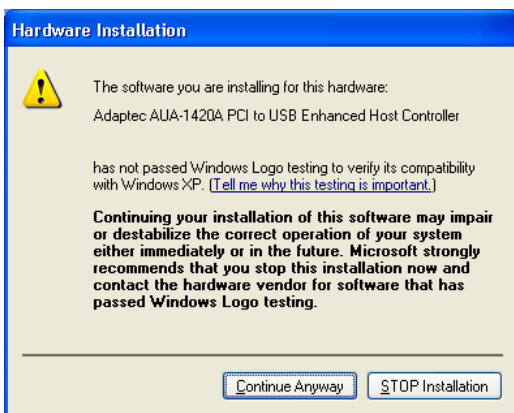 Hardware Installation
The software you are installing for this hardware:
Adaptec AUA-1420A PCI to USB Enhanced Host Controller
has not passed Windows Logo testing to verify its compatibility
with Windows XP. (Tell me why this testing is important.)
Continuing your installation of this software may impair
or destabilize the correct operation of your system
either immediately or in the future. Microsoft strongly
recommends that you stop this installation now and
contact the hardware vendor for software that has
passed Windows Logo testing.
Continue Anyway STOP Installation